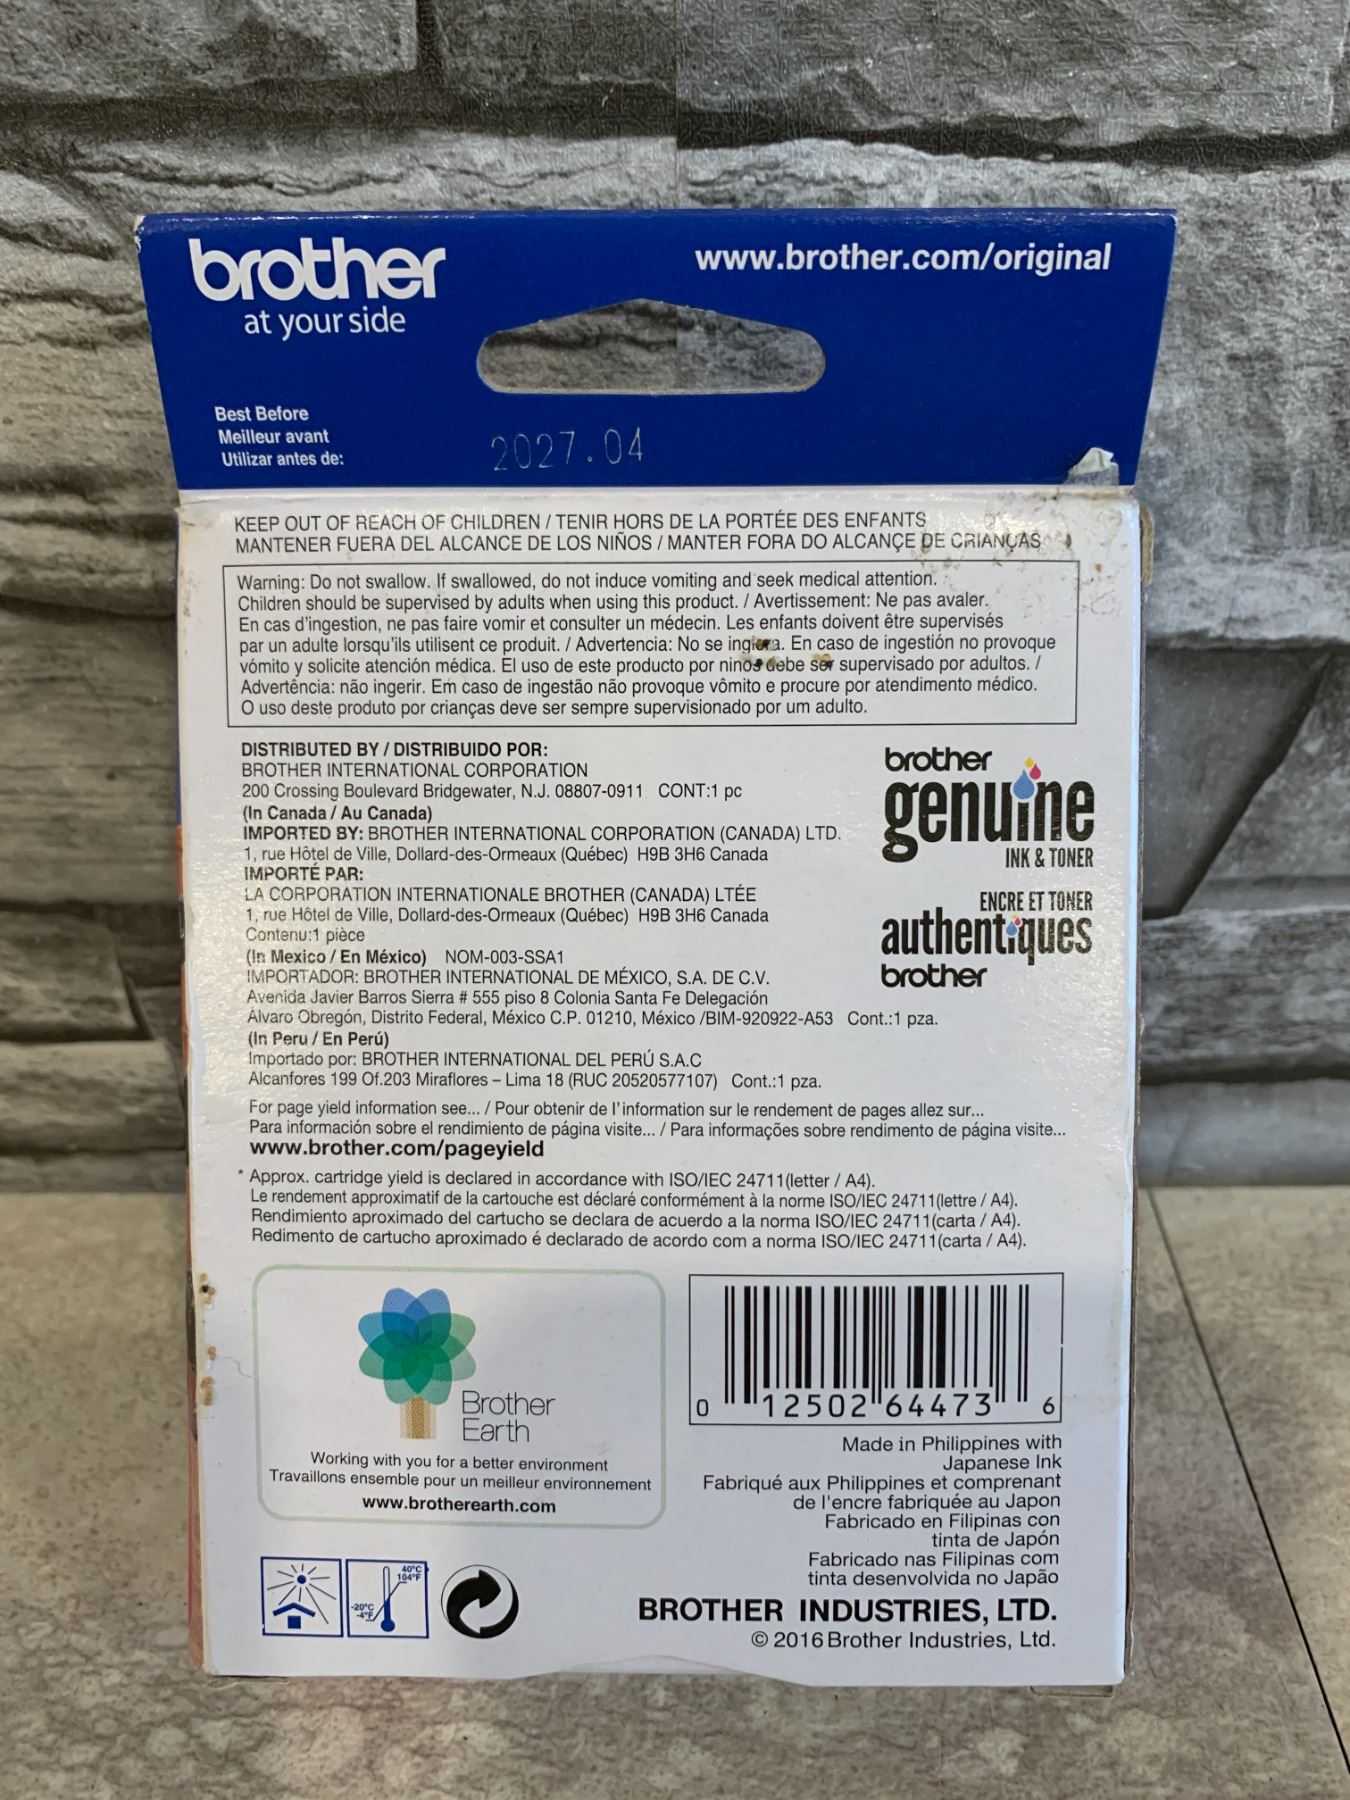 brother
at your side
www.brother.com/original
Best Before
Meilleur avant
Utilizar antes de:
2027.04
KEEP OUT OF REACH OF CHILDREN / TENIR HORS DE LA PORTÉE DES ENFANTS
MANTENER FUERA DEL ALCANCE DE LOS NIÑOS / MANTER FORA DO ALCANÇE DE CRIANÇAS
Warning: Do not swallow. If swallowed, do not induce vomiting and seek medical attention.
Children should be supervised by adults when using this product. / Avertissement: Ne pas avaler.
En cas d'ingestion, ne pas faire vomir et consulter un médecin. Les enfants doivent être supervisés
par un adulte lorsqu'ils utilisent ce produit. / Advertencia: No se ingiera. En caso de ingestión no provoque
vómito y solicite atención médica. El uso de este producto por ninos debe ser supervisado por adultos. /
Advertência: não ingerir. Em caso de ingestão não provoque vômito e procure por atendimento médico.
O uso deste produto por crianças deve ser sempre supervisionado por um adulto.
DISTRIBUTED BY / DISTRIBUIDO POR:
BROTHER INTERNATIONAL CORPORATION
200 Crossing Boulevard Bridgewater, N.J. 08807-0911 CONT:1 pc
(In Canada / Au Canada)
IMPORTED BY: BROTHER INTERNATIONAL CORPORATION (CANADA) LTD.
1, rue Hôtel de Ville, Dollard-des-Ormeaux (Québec) H9B 3H6 Canada
IMPORTÉ PAR:
LA CORPORATION INTERNATIONALE BROTHER (CANADA) LTÉE
1, rue Hôtel de Ville, Dollard-des-Ormeaux (Québec) H9B 3H6 Canada
Contenu:1 pièce
(In Mexico / En México) NOM-003-SSA1
IMPORTADOR: BROTHER INTERNATIONAL DE MÉXICO, S.A. DE C.V.
Avenida Javier Barros Sierra # 555 piso 8 Colonia Santa Fe Delegación
Álvaro Obregón, Distrito Federal, México C.P. 01210, México /BIM-920922-A53 Cont.:1 pza.
(In Peru / En Perú)
Importado por: BROTHER INTERNATIONAL DEL PERÚ S.A.C
Alcanfores 199 Of.203 Miraflores – Lima 18 (RUC 20520577107) Cont.:1 pza.
brother
genuine
INK & TONER
ENCRE ET TONER
authentiques
brother
For page yield information see... / Pour obtenir de l'information sur le rendement de pages allez sur...
Para información sobre el rendimiento de página visite... / Para informações sobre rendimento de página visite...
www.brother.com/pageyield
* Approx. cartridge yield is declared in accordance with ISO/IEC 24711(letter / A4).
Le rendement approximatif de la cartouche est déclaré conformément à la norme ISO/IEC 24711(lettre / A4).
Rendimiento aproximado del cartucho se declara de acuerdo a la norma ISO/IEC 24711(carta / A4).
Redimento de cartucho aproximado é declarado de acordo com a norma ISO/IEC 24711(carta / A4).
Brother
Earth
Working with you for a better environment
Travaillons ensemble pour un meilleur environnement
www.brotherearth.com
0 12502 64473 6
Made in Philippines with
Japanese Ink
Fabriqué aux Philippines et comprenant
de l'encre fabriquée au Japon
Fabricado en Filipinas con
tinta de Japón
Fabricado nas Filipinas com
tinta desenvolvida no Japão
40°C
104°F
-20°C
-4°F
BROTHER INDUSTRIES, LTD.
© 2016 Brother Industries, Ltd.